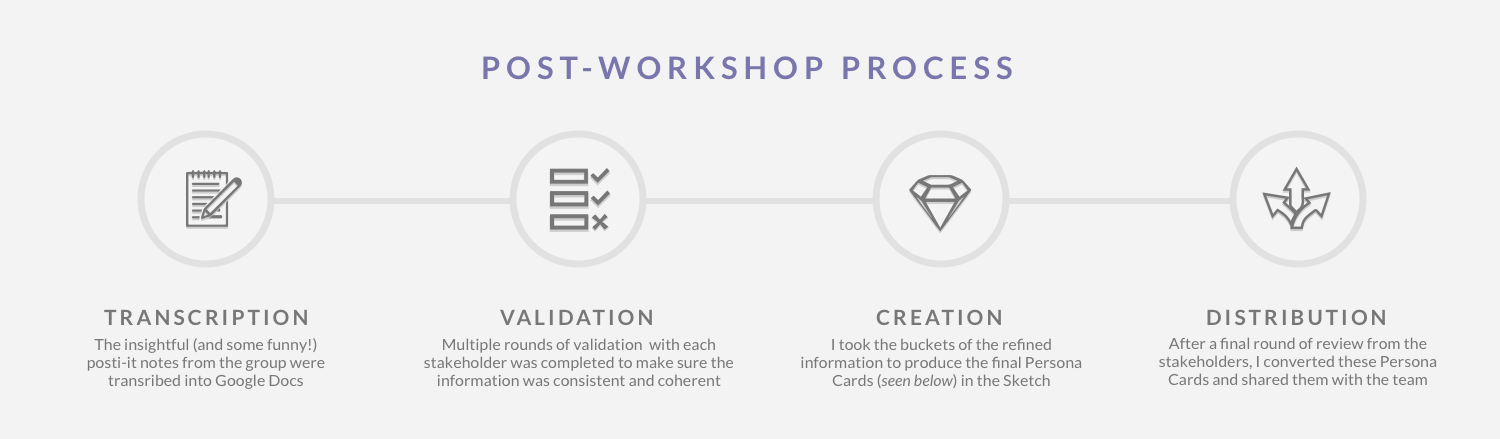 POST-WORKSHOP PROCESS
TRANSCRIPTION
The insightful (and some funny!)
posti-it notes from the group were
transribed into Google Docs
VALIDATION
Multiple rounds of validation with each
stakeholder was completed to make sure the
information was consistent and coherent
CREATION
I took the buckets of the refined
information to produce the final Persona
Cards (seen below) in the Sketch
DISTRIBUTION
After a final round of review from the
stakeholders, I converted these Persona
Cards and shared them with the team